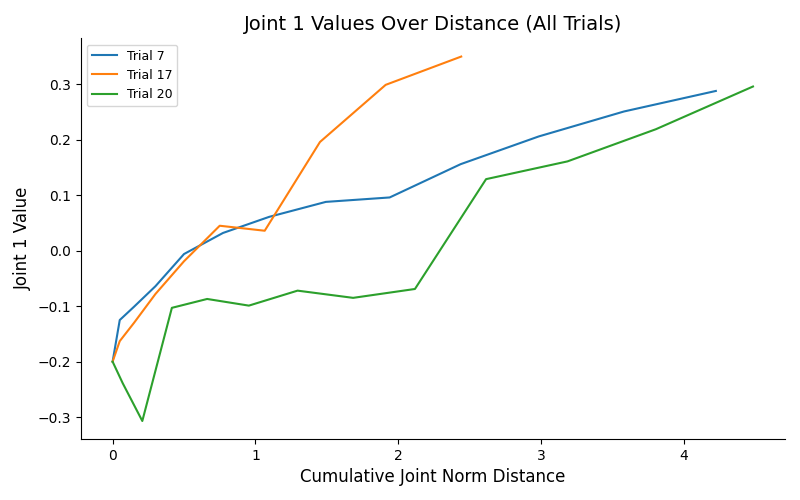 Joint 1 Values Over Distance (All Trials)
Trial 7
Trial 17
Trial 20
Joint 1 Value
0.3
0.2
0.1
0.0
−0.1
−0.2
−0.3
0 1 2 3 4
Cumulative Joint Norm Distance